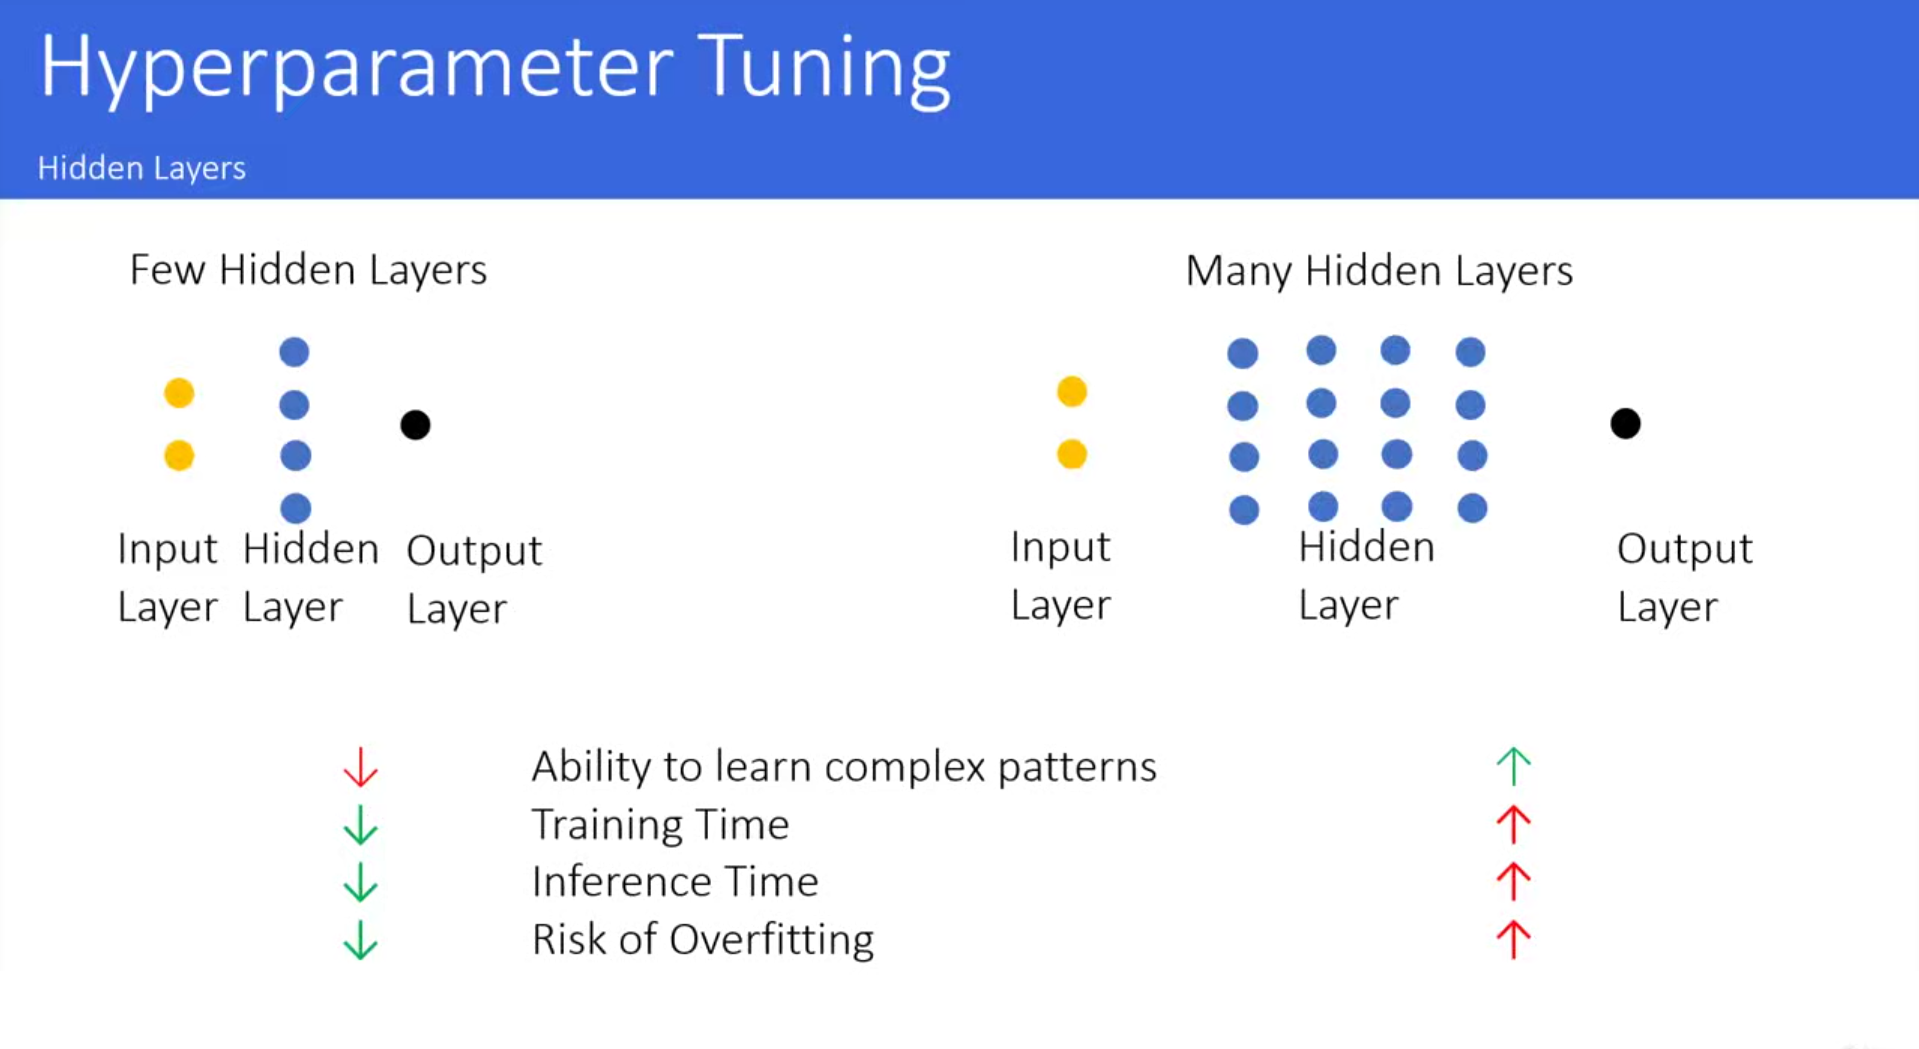 Hyperparameter Tuning
Hidden Layers
Few Hidden Layers
Many Hidden Layers
Input
Layer
Hidden
Layer
Output
Layer
Input
Layer
Hidden
Layer
Output
Layer
↓ Ability to learn complex patterns ↑
↓ Training Time ↑
↓ Inference Time ↑
↓ Risk of Overfitting ↑